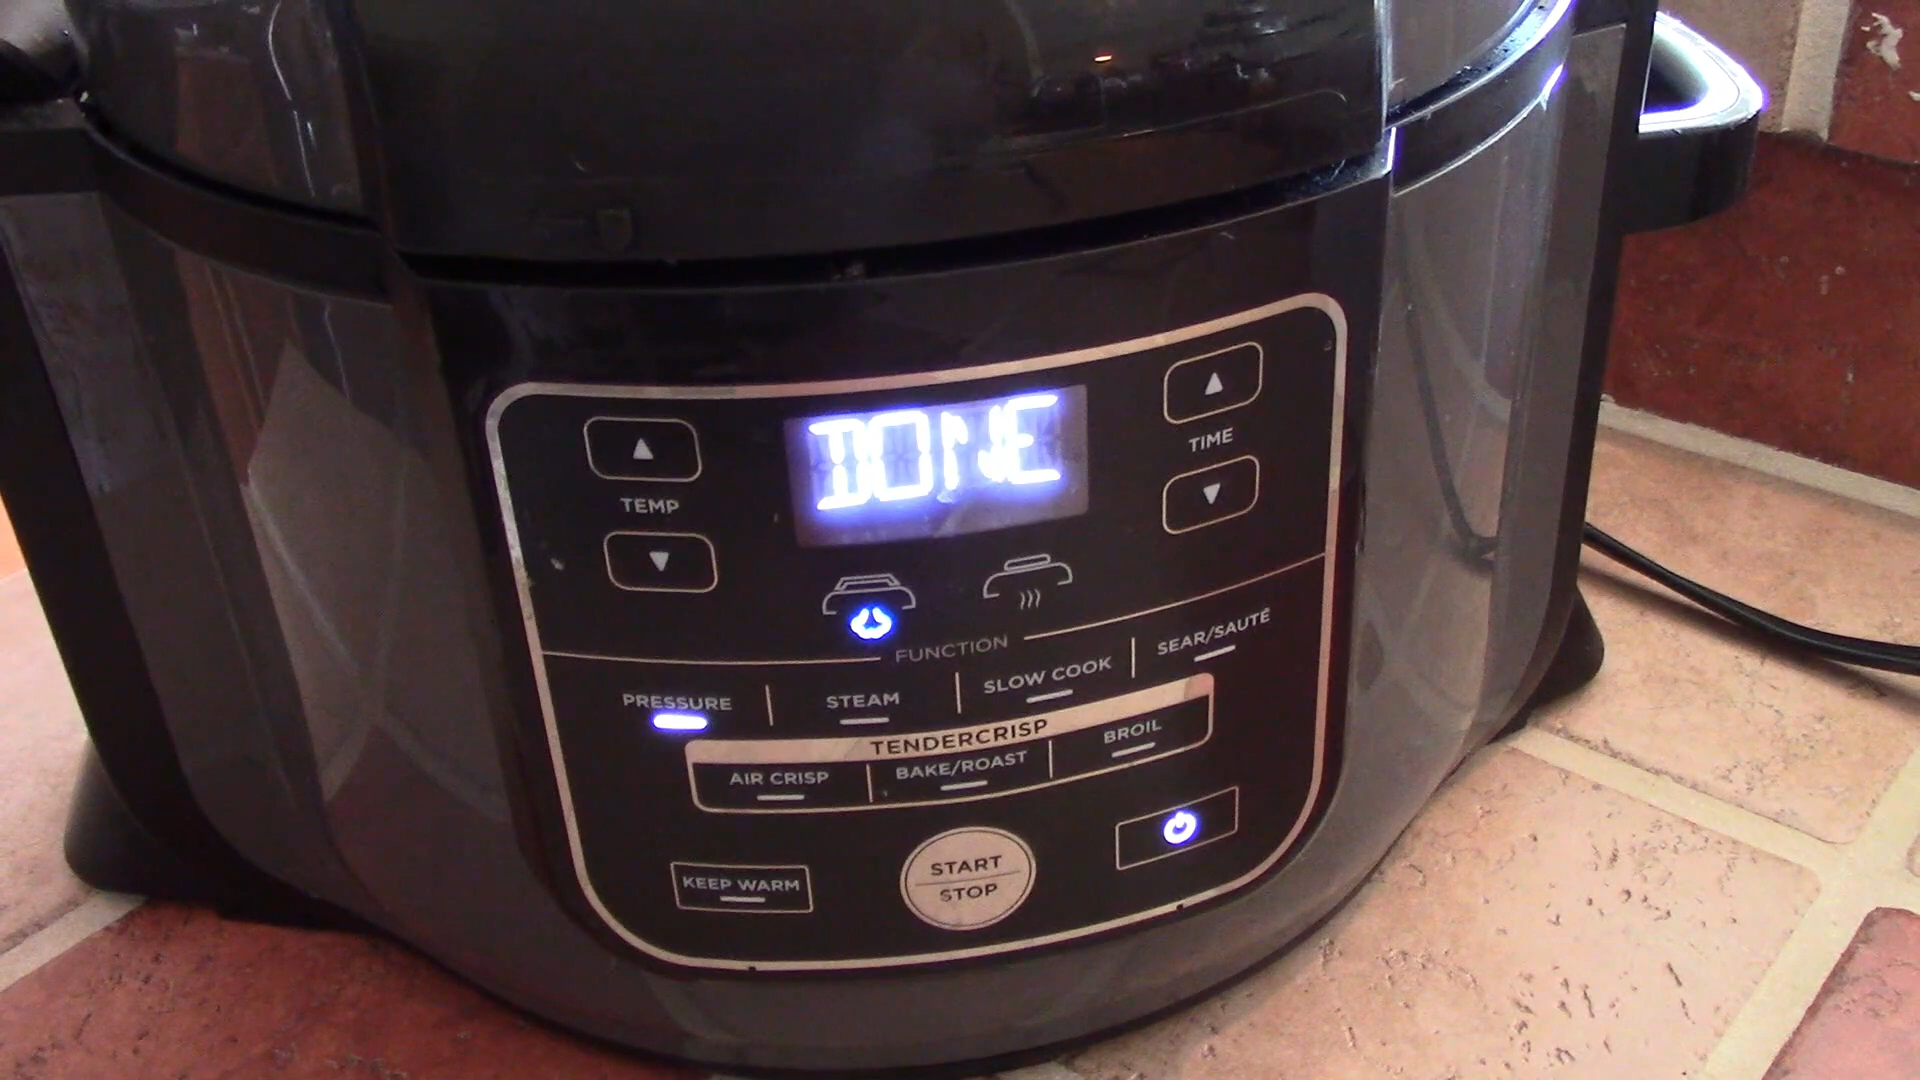 DONE
TEMP
TIME
FUNCTION
PRESSURE
STEAM
SLOW COOK
SEAR/SAUTÉ
TENDERCRISP
AIR CRISP
BAKE/ROAST
BROIL
KEEP WARM
START
STOP